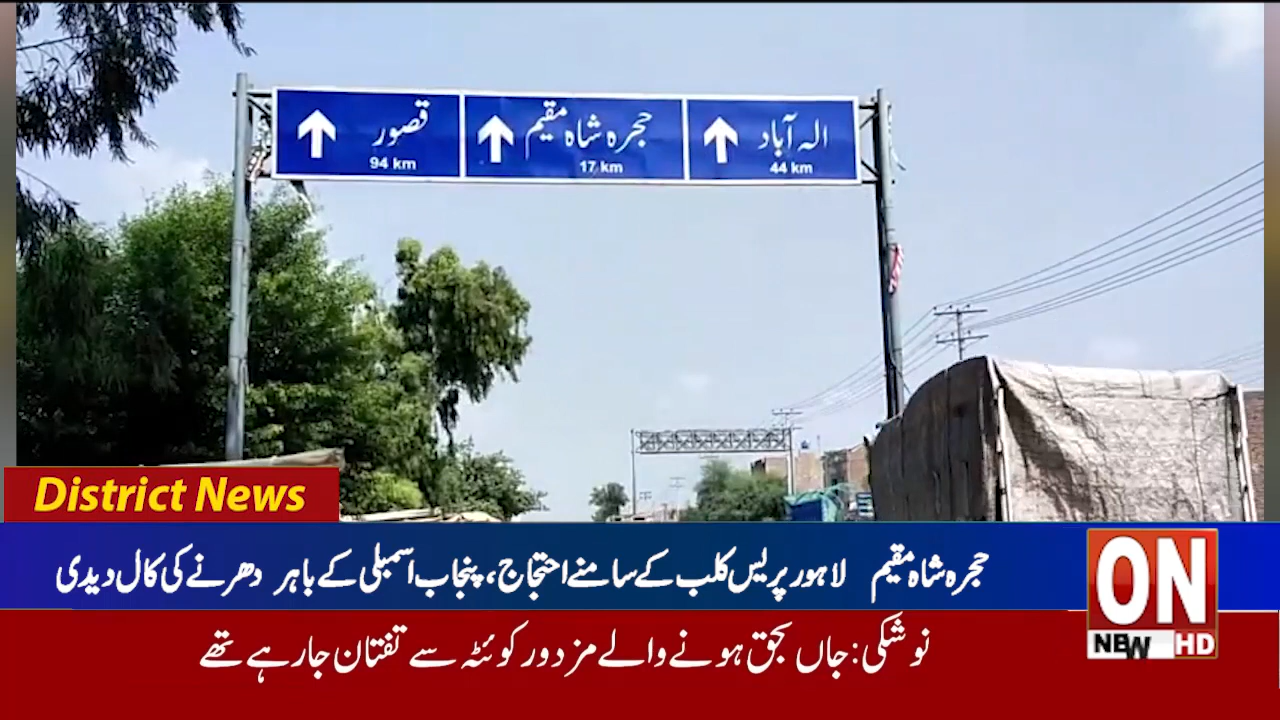 قصور
94 km
حجرہ شاہ مقیم
17 km
الہ آباد
44 km
District News
حجرہ شاہ مقیم لاہور پریس کلب کے سامنے احتجاج، پنجاب اسمبلی کے باہر دھرنے کی کال دیدی
نوشکی: جاں بحق ہونے والے مزدور کوئٹہ سے تفتان جا رہے تھے
ON
NEW HD